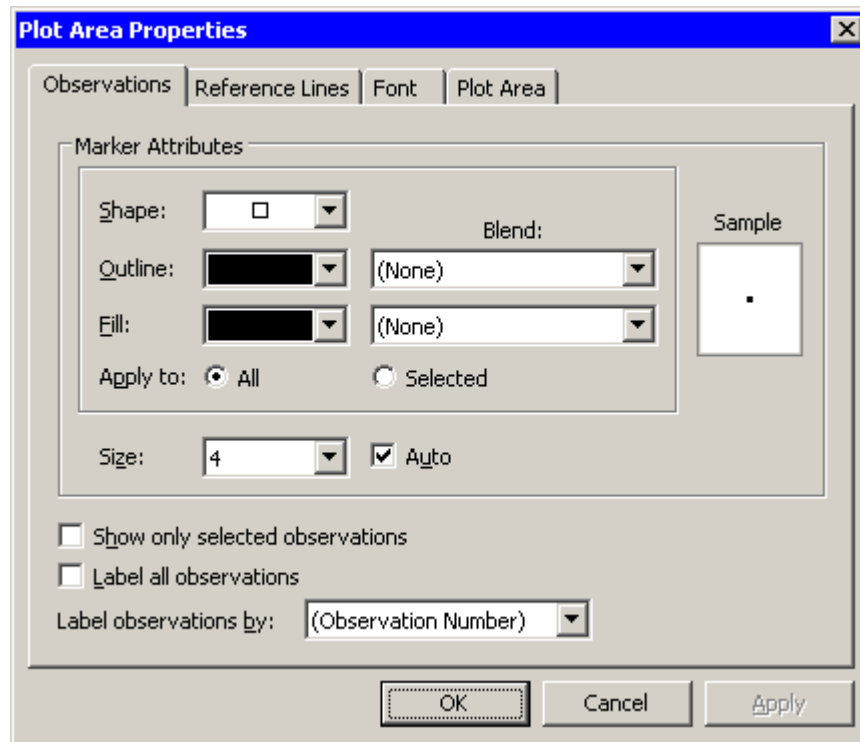 Plot Area Properties
Observations Reference Lines Font Plot Area
Marker Attributes
Shape:
Blend:
Sample
Outline: (None)
Fill: (None)
Apply to: All Selected
Size: 4 Auto
Show only selected observations
Label all observations
Label observations by: (Observation Number)
OK Cancel Apply